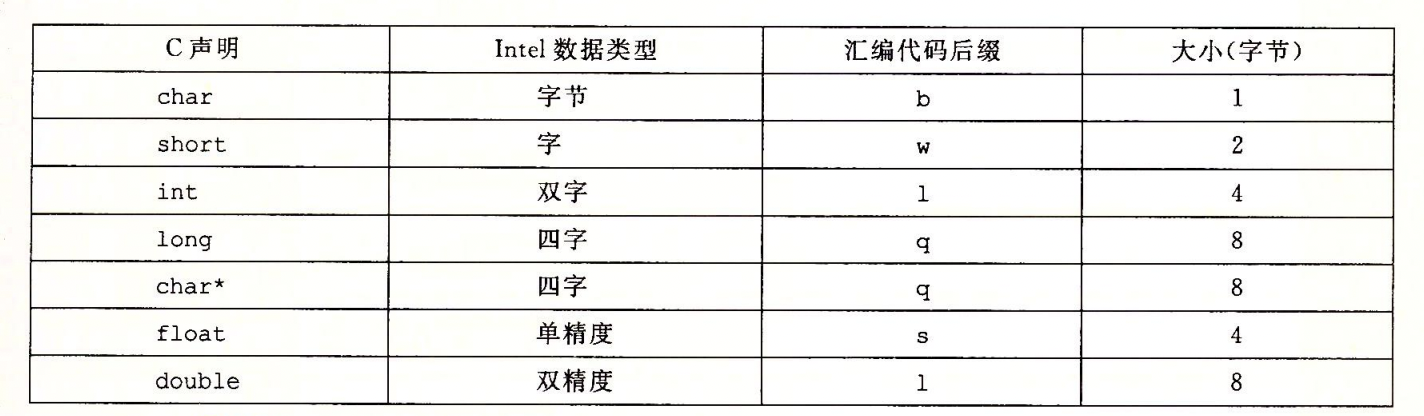 C声明 Intel 数据类型 汇编代码后缀 大小(字节)
char 字节 b 1
short 字 w 2
int 双字 l 4
long 四字 q 8
char* 四字 q 8
float 单精度 s 4
double 双精度 l 8